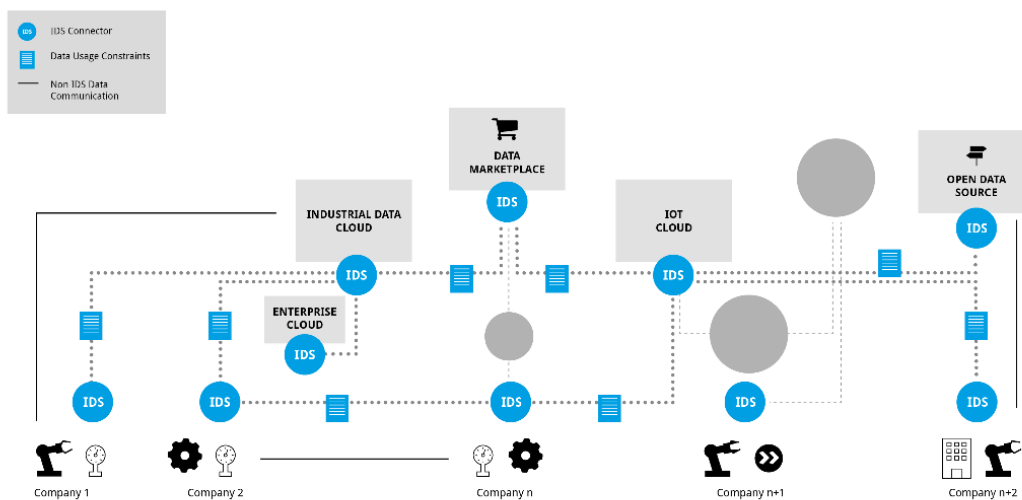 IDS
IDS Connector
Data Usage Constraints
Non IDS Data
Communication
DATA
MARKETPLACE
IDS
OPEN DATA
SOURCE
IDS
INDUSTRIAL DATA
CLOUD
IDS
IOT
CLOUD
IDS
ENTERPRISE
CLOUD
IDS
IDS
IDS
IDS
IDS
IDS
Company 1
Company 2
Company n
Company n+1
Company n+2